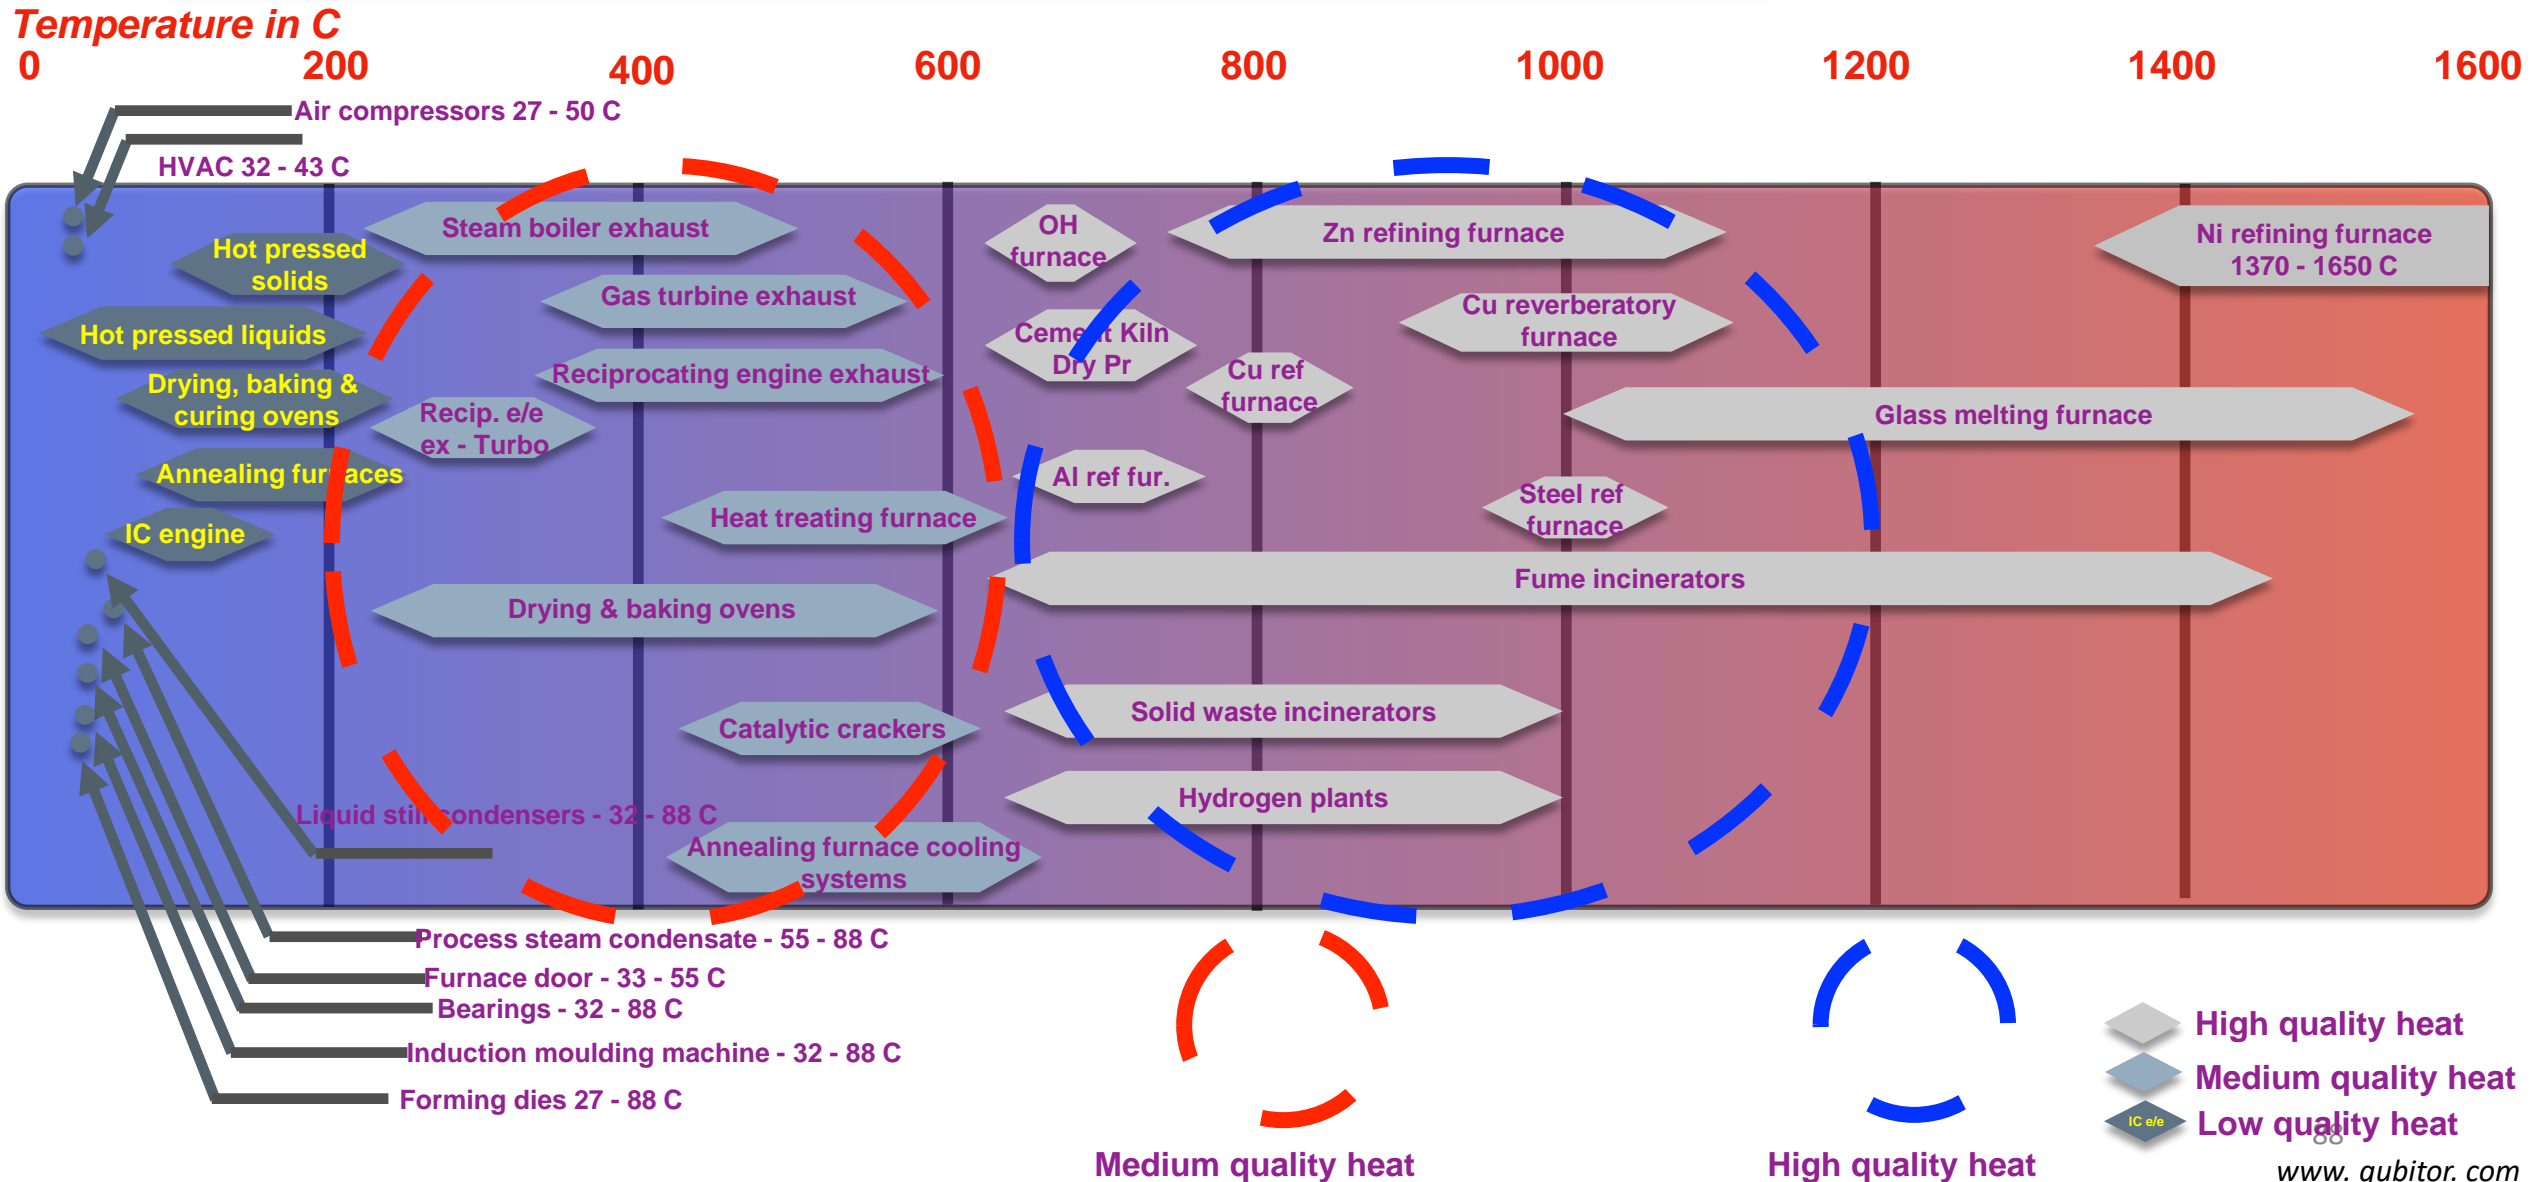 Temperature in C
0 200 400 600 800 1000 1200 1400 1600
Air compressors 27 - 50 C
HVAC 32 - 43 C
Steam boiler exhaust
OH
furnace
Zn refining furnace
Ni refining furnace
1370 - 1650 C
Hot pressed
solids
Gas turbine exhaust
Cu reverberatory
furnace
Hot pressed liquids
Cement Kiln
Dry Pr
Reciprocating engine exhaust
Cu ref
furnace
Drying, baking &
curing ovens
Recip. e/e
ex - Turbo
Glass melting furnace
Annealing furnaces
Al ref fur.
Steel ref
furnace
IC engine
Heat treating furnace
Fume incinerators
Drying & baking ovens
Solid waste incinerators
Catalytic crackers
Hydrogen plants
Liquid still condensers - 32 - 88 C
Annealing furnace cooling
systems
Process steam condensate - 55 - 88 C
Furnace door - 33 - 55 C
Bearings - 32 - 88 C
Induction moulding machine - 32 - 88 C
Forming dies 27 - 88 C
High quality heat
Medium quality heat
IC e/e
Low quality heat
88
Medium quality heat
High quality heat
www. qubitor. com